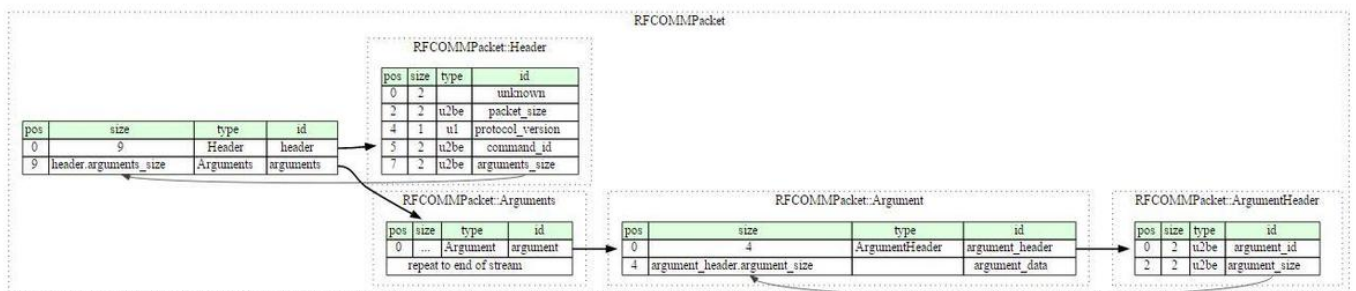 RFCOMMPacket
RFCOMMPacket::Header
pos size type id
0 2 unknown
2 2 u2be packet_size
4 1 u1 protocol_version
5 2 u2be command_id
7 2 u2be arguments_size
pos size type id
0 9 Header header
9 header.arguments_size Arguments arguments
RFCOMMPacket::Arguments
pos size type id
0 ... Argument argument
repeat to end of stream
RFCOMMPacket::Argument
pos size type id
0 4 ArgumentHeader argument_header
4 argument_header.argument_size argument_data
RFCOMMPacket::ArgumentHeader
pos size type id
0 2 u2be argument_id
2 2 u2be argument_size